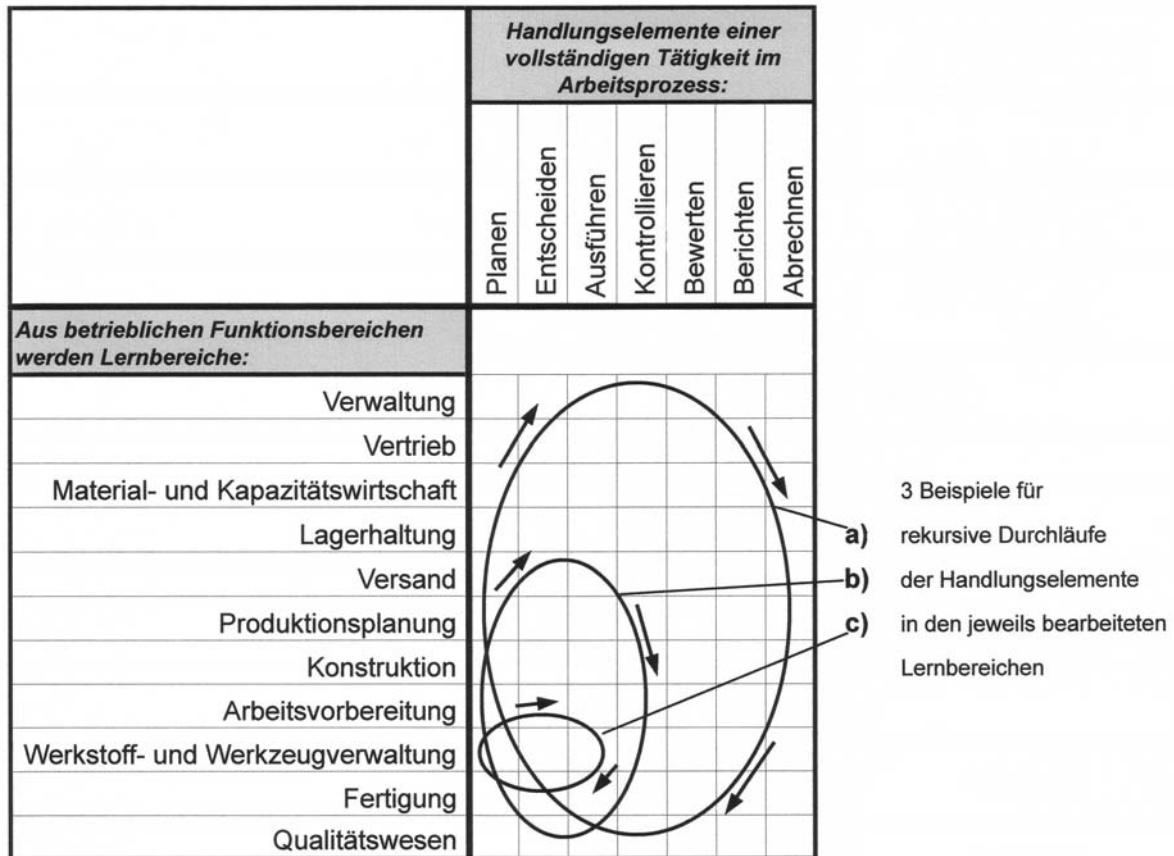 Handlungselemente einer
vollständigen Tätigkeit im
Arbeitsprozess:
Planen
Entscheiden
Ausführen
Kontrollieren
Bewerten
Berichten
Abrechnen
Aus betrieblichen Funktionsbereichen
werden Lernbereiche:
Verwaltung
Vertrieb
Material- und Kapazitätswirtschaft
Lagerhaltung
Versand
Produktionsplanung
Konstruktion
Arbeitsvorbereitung
Werkstoff- und Werkzeugverwaltung
Fertigung
Qualitätswesen
3 Beispiele für
a) rekursive Durchläufe
b) der Handlungselemente
c) in den jeweils bearbeiteten
Lernbereichen